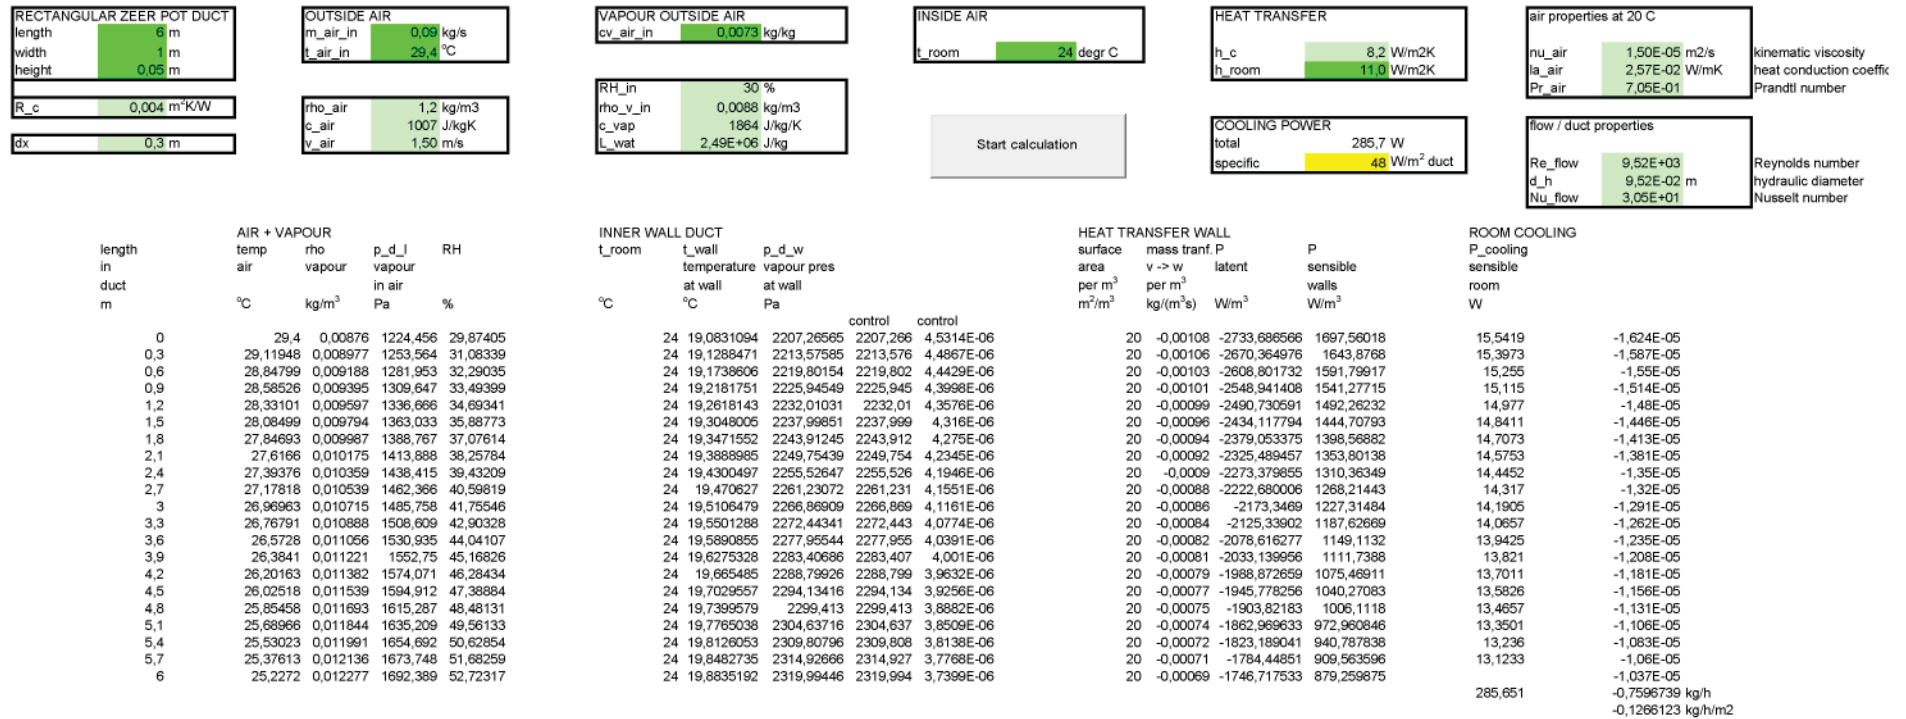 RECTANGULAR ZEER POT DUCT OUTSIDE AIR VAPOUR OUTSIDE AIR INSIDE AIR HEAT TRANSFER air properties at 20 C
length 6 m m_air_in 0,09 kg/s cv_air_in 0,0073 kg/kg
width 1 m t_air_in 29,4 °C t_room 24 degr C h_c 8,2 W/m2K nu_air 1,50E-05 m2/s kinematic viscosity
height 0,05 m h_room 11,0 W/m2K la_air 2,57E-02 W/mK heat conduction coeffic
RH_in 30 % Pr_air 7,05E-01 Prandtl number
R_c 0,004 m²K/W rho_air 1,2 kg/m3 rho_v_in 0,0088 kg/m3
c_air 1007 J/kgK c_vap 1864 J/kg/K COOLING POWER flow / duct properties
dx 0,3 m v_air 1,50 m/s L_wat 2,49E+06 J/kg Start calculation total 285,7 W
specific 48 W/m² duct Re_flow 9,52E+03 Reynolds number
d_h 9,52E-02 m hydraulic diameter
Nu_flow 3,05E+01 Nusselt number
AIR + VAPOUR INNER WALL DUCT HEAT TRANSFER WALL ROOM COOLING
length temp rho p_d_l RH t_room t_wall p_d_w surface mass tranf. P P P_cooling
in air vapour vapour temperature vapour pres area v -> w latent sensible sensible
duct in air at wall at wall per m³ per m³ walls room
m °C kg/m³ Pa % °C °C Pa m²/m³ kg/(m³s) W/m³ W/m³ W
control control
0 29,4 0,00876 1224,456 29,87405 24 19,0831094 2207,26565 2207,266 4,5314E-06 20 -0,00108 -2733,686566 1697,56018 15,5419 -1,624E-05
0,3 29,11948 0,008977 1253,564 31,08339 24 19,1288471 2213,57585 2213,576 4,4867E-06 20 -0,00106 -2670,364976 1643,8768 15,3973 -1,587E-05
0,6 28,84799 0,009188 1281,953 32,29035 24 19,1738606 2219,80154 2219,802 4,4429E-06 20 -0,00103 -2608,801732 1591,79917 15,255 -1,55E-05
0,9 28,58526 0,009395 1309,647 33,49399 24 19,2181751 2225,94549 2225,945 4,3998E-06 20 -0,00101 -2548,941408 1541,27715 15,115 -1,514E-05
1,2 28,33101 0,009597 1336,666 34,69341 24 19,2618143 2232,01031 2232,01 4,3576E-06 20 -0,00099 -2490,730591 1492,26232 14,977 -1,48E-05
1,5 28,08499 0,009794 1363,033 35,88773 24 19,3048005 2237,99851 2237,999 4,316E-06 20 -0,00096 -2434,117794 1444,70793 14,8411 -1,446E-05
1,8 27,84693 0,009987 1388,767 37,07614 24 19,3471552 2243,91245 2243,912 4,275E-06 20 -0,00094 -2379,053375 1398,56882 14,7073 -1,413E-05
2,1 27,6166 0,010175 1413,888 38,25784 24 19,3888985 2249,75439 2249,754 4,2345E-06 20 -0,00092 -2325,489457 1353,80138 14,5753 -1,381E-05
2,4 27,39376 0,010359 1438,415 39,43209 24 19,4300497 2255,52647 2255,526 4,1946E-06 20 -0,0009 -2273,379855 1310,36349 14,4452 -1,35E-05
2,7 27,17818 0,010539 1462,366 40,59819 24 19,470627 2261,23072 2261,231 4,1551E-06 20 -0,00088 -2222,680006 1268,21443 14,317 -1,32E-05
3 26,96963 0,010715 1485,758 41,75546 24 19,5106479 2266,86909 2266,869 4,1161E-06 20 -0,00086 -2173,3469 1227,31484 14,1905 -1,291E-05
3,3 26,76791 0,010888 1508,609 42,90328 24 19,5501288 2272,44341 2272,443 4,0774E-06 20 -0,00084 -2125,33902 1187,62669 14,0657 -1,262E-05
3,6 26,5728 0,011056 1530,935 44,04107 24 19,5890855 2277,95544 2277,955 4,0391E-06 20 -0,00082 -2078,616277 1149,1132 13,9425 -1,235E-05
3,9 26,3841 0,011221 1552,75 45,16826 24 19,6275328 2283,40686 2283,407 4,001E-06 20 -0,00081 -2033,139956 1111,7388 13,821 -1,208E-05
4,2 26,20163 0,011382 1574,071 46,28434 24 19,665485 2288,79926 2288,799 3,9632E-06 20 -0,00079 -1988,872659 1075,46911 13,7011 -1,181E-05
4,5 26,02518 0,011539 1594,912 47,38884 24 19,7029557 2294,13416 2294,134 3,9256E-06 20 -0,00077 -1945,778256 1040,27083 13,5826 -1,156E-05
4,8 25,85458 0,011693 1615,287 48,48131 24 19,7399579 2299,413 2299,413 3,8882E-06 20 -0,00075 -1903,82183 1006,1118 13,4657 -1,131E-05
5,1 25,68966 0,011844 1635,209 49,56133 24 19,7765038 2304,63716 2304,637 3,8509E-06 20 -0,00074 -1862,969633 972,960846 13,3501 -1,106E-05
5,4 25,53023 0,011991 1654,692 50,62854 24 19,8126053 2309,80796 2309,808 3,8138E-06 20 -0,00072 -1823,189041 940,787838 13,236 -1,083E-05
5,7 25,37613 0,012136 1673,748 51,68259 24 19,8482735 2314,92666 2314,927 3,7768E-06 20 -0,00071 -1784,44851 909,563596 13,1233 -1,06E-05
6 25,2272 0,012277 1692,389 52,72317 24 19,8835192 2319,99446 2319,994 3,7399E-06 20 -0,00069 -1746,717533 879,259875 -1,037E-05
285,651 -0,7596739 kg/h
-0,1266123 kg/h/m2